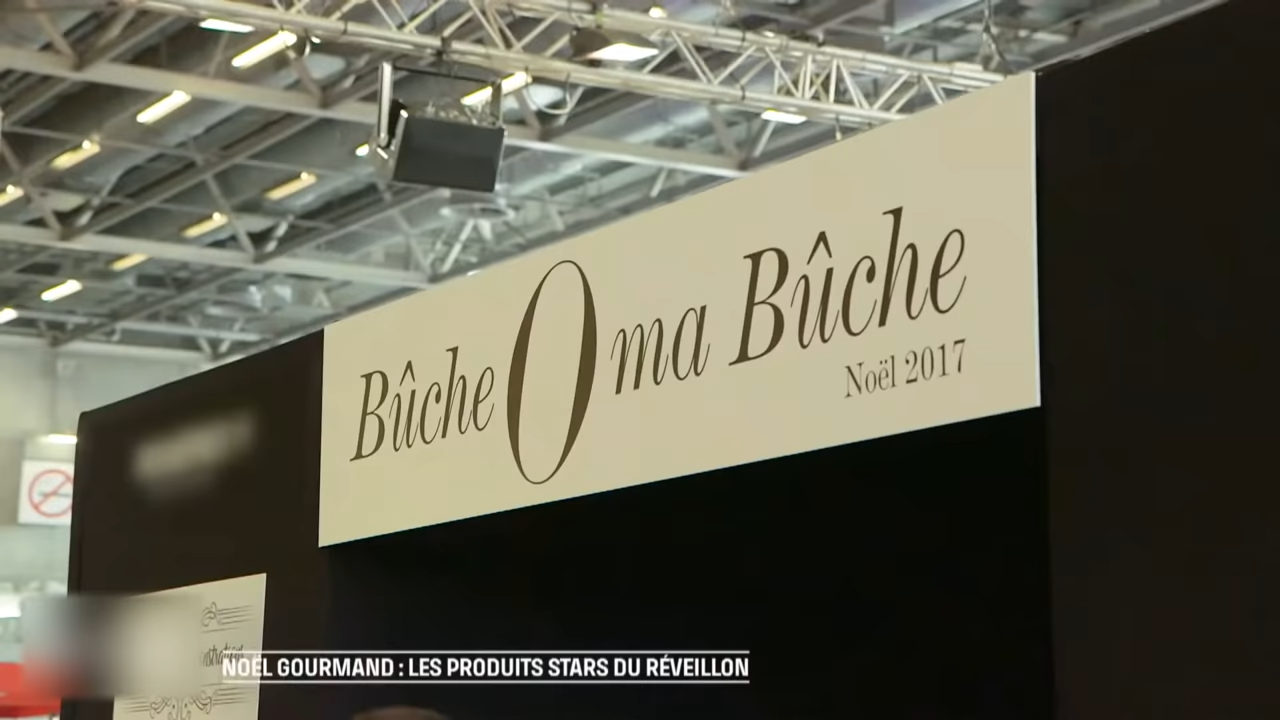 Bûche O ma Bûche
Noël 2017
NOËL GOURMAND : LES PRODUITS STARS DU RÉVEILLON